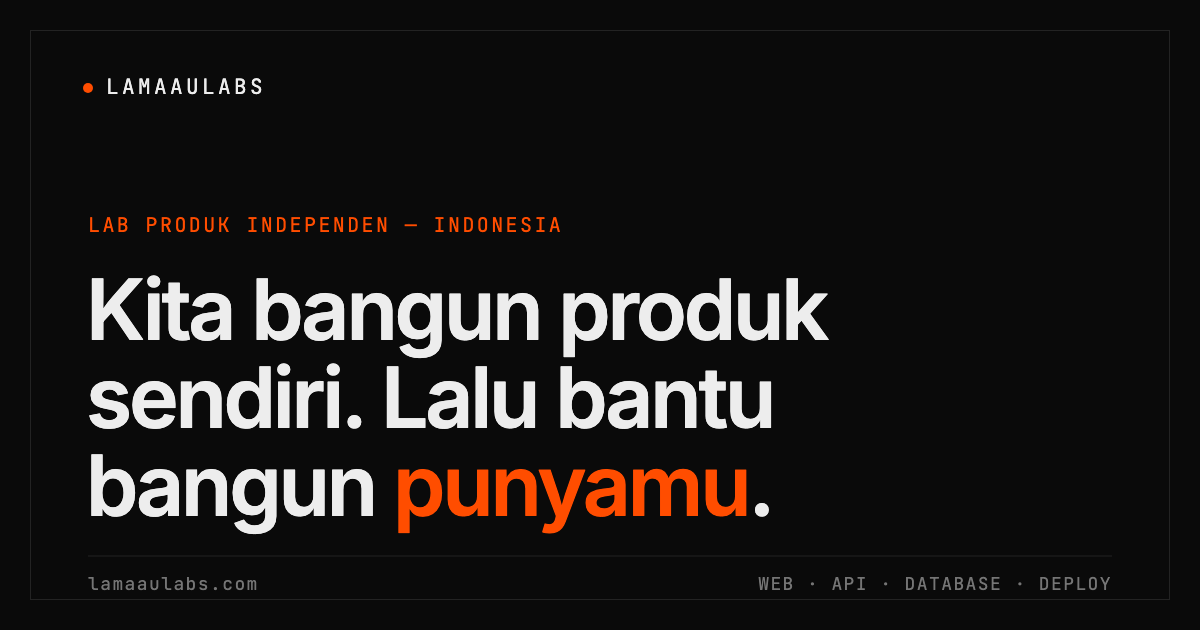 LAMAAULABS
LAB PRODUK INDEPENDEN — INDONESIA
Kita bangun produk
sendiri. Lalu bantu
bangun punyamu.
lamaaulabs.com
WEB · API · DATABASE · DEPLOY